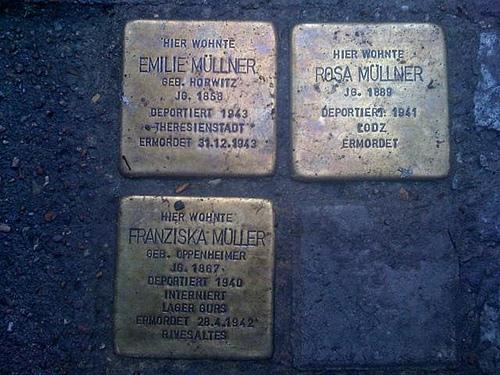 HIER WOHNTE
EMILIE MÜLLNER
GEB. HORWITZ
JG. 1858
DEPORTIERT 1943
THERESIENSTADT
ERMORDET 31.12.1943
HIER WOHNTE
ROSA MÜLLNER
JG. 1889
DEPORTIERT 1941
ŁODZ
ERMORDET
HIER WOHNTE
FRANZISKA MÜLLER
GEB. OPPENHEIMER
JG. 1867
DEPORTIERT 1940
INTERNIERT
LAGER GURS
ERMORDET 28.4.1942
RIVESALTES